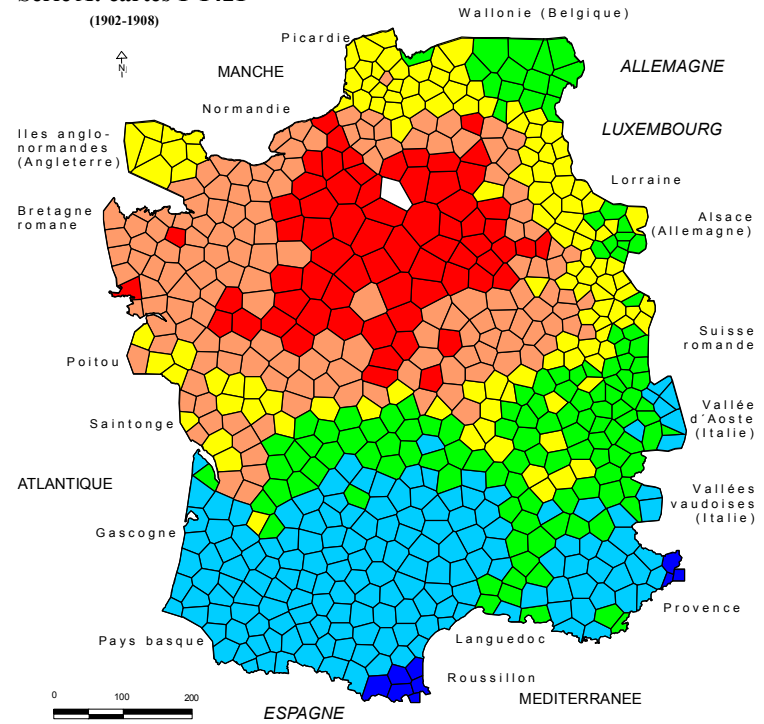 (1902-1908)
Wallonie (Belgique)
Picardie
N
MANCHE
ALLEMAGNE
Normandie
Iles anglo-
normandes
(Angleterre)
LUXEMBOURG
Lorraine
Bretagne
romane
Alsace
(Allemagne)
Poitou
Suisse
romande
Saintonge
Vallée
d´Aoste
(Italie)
ATLANTIQUE
Vallées
vaudoises
(Italie)
Gascogne
Provence
Pays basque
Languedoc
Roussillon
0 100 200
ESPAGNE
MEDITERRANEE